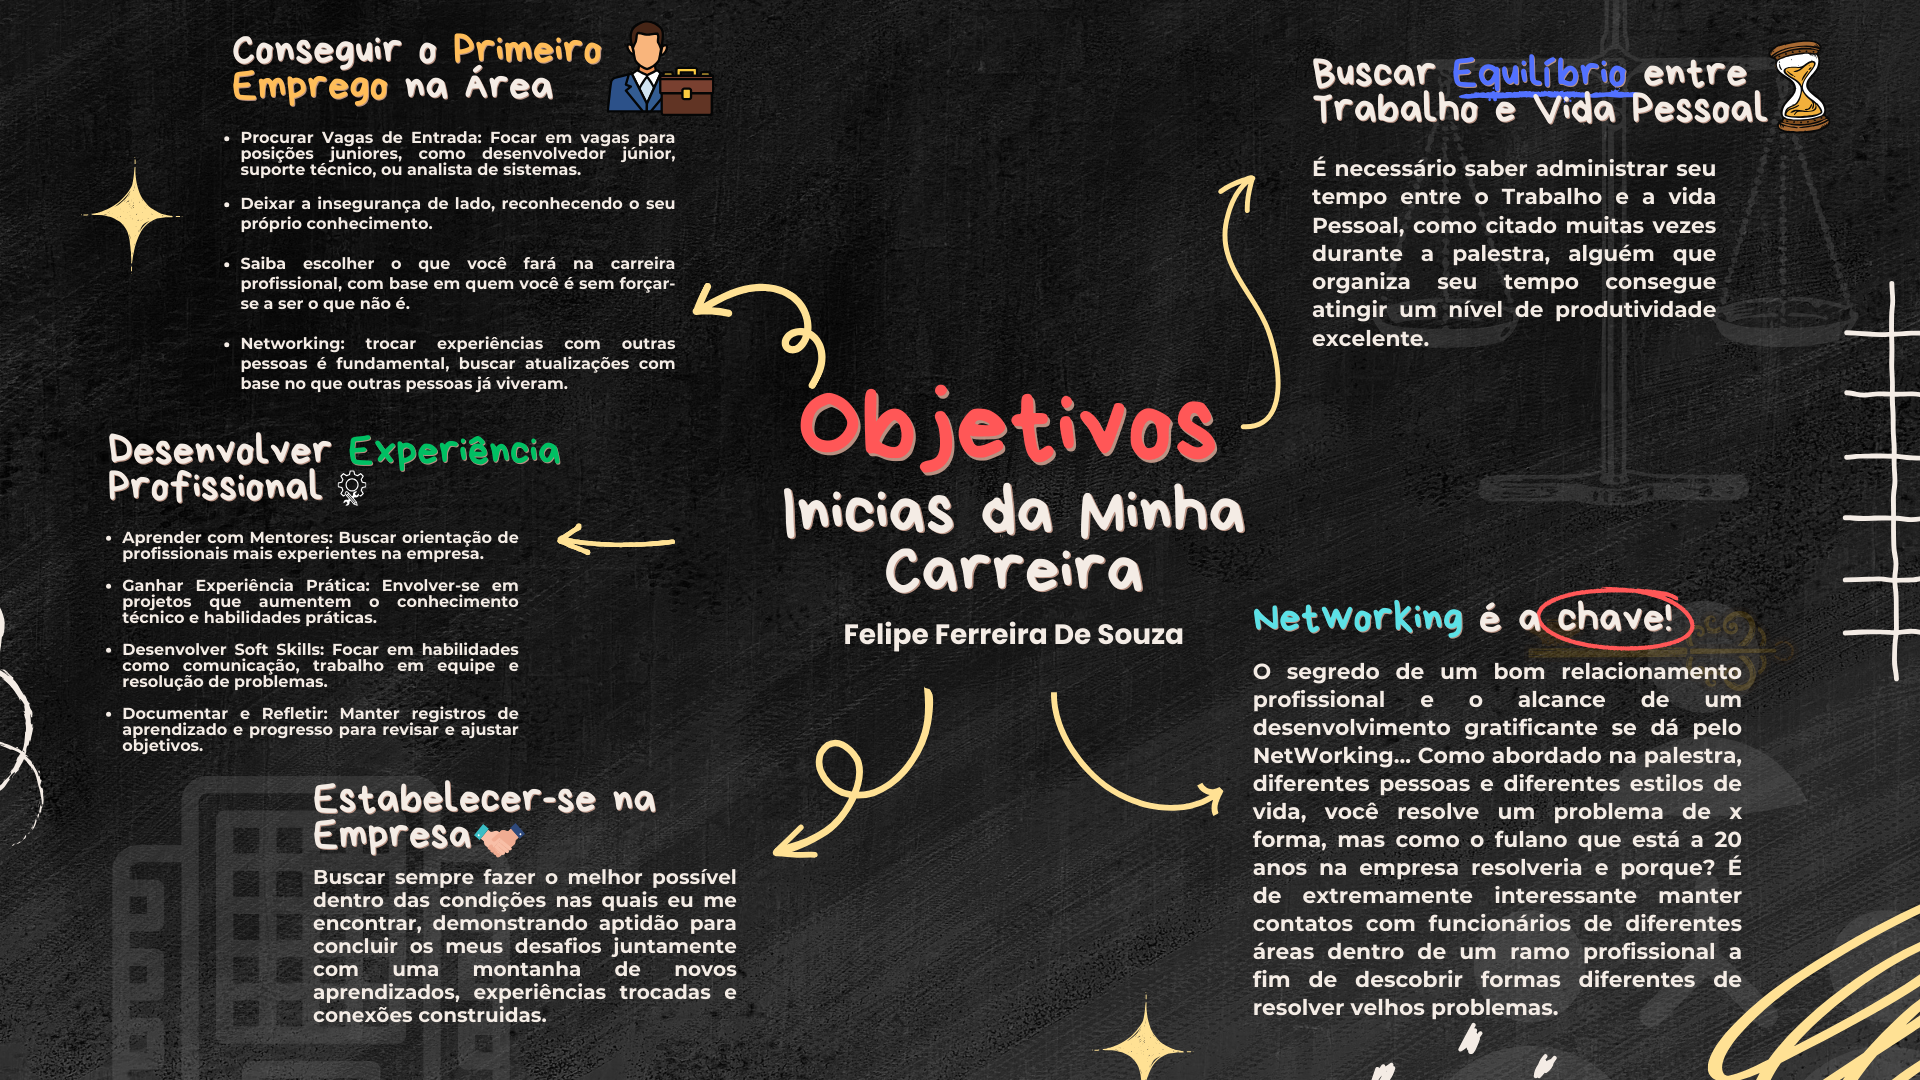 Conseguir o Primeiro
Emprego na Área
• Procurar Vagas de Entrada: Focar em vagas para
posições juniores, como desenvolvedor júnior,
suporte técnico, ou analista de sistemas.
• Deixar a insegurança de lado, reconhecendo o seu
próprio conhecimento.
• Saiba escolher o que você fará na carreira
profissional, com base em quem você é sem forçar-
se a ser o que não é.
• Networking: trocar experiências com outras
pessoas é fundamental, buscar atualizações com
base no que outras pessoas já viveram.
Desenvolver Experiência
Profissional
• Aprender com Mentores: Buscar orientação de
profissionais mais experientes na empresa.
• Ganhar Experiência Prática: Envolver-se em
projetos que aumentem o conhecimento
técnico e habilidades práticas.
• Desenvolver Soft Skills: Focar em habilidades
como comunicação, trabalho em equipe e
resolução de problemas.
• Documentar e Refletir: Manter registros de
aprendizado e progresso para revisar e ajustar
objetivos.
Estabelecer-se na
Empresa
Buscar sempre fazer o melhor possível
dentro das condições nas quais eu me
encontrar, demonstrando aptidão para
concluir os meus desafios juntamente
com uma montanha de novos
aprendizados, experiências trocadas e
conexões construidas.
Objetivos
Inicias da Minha
Carreira
Felipe Ferreira De Souza
Buscar Equilíbrio entre
Trabalho e Vida Pessoal
É necessário saber administrar seu
tempo entre o Trabalho e a vida
Pessoal, como citado muitas vezes
durante a palestra, alguém que
organiza seu tempo consegue
atingir um nível de produtividade
excelente.
NetWorking é a chave!
O segredo de um bom relacionamento
profissional e o alcance de um
desenvolvimento gratificante se dá pelo
NetWorking... Como abordado na palestra,
diferentes pessoas e diferentes estilos de
vida, você resolve um problema de x
forma, mas como o fulano que está a 20
anos na empresa resolveria e porque? É
de extremamente interessante manter
contatos com funcionários de diferentes
áreas dentro de um ramo profissional a
fim de descobrir formas diferentes de
resolver velhos problemas.